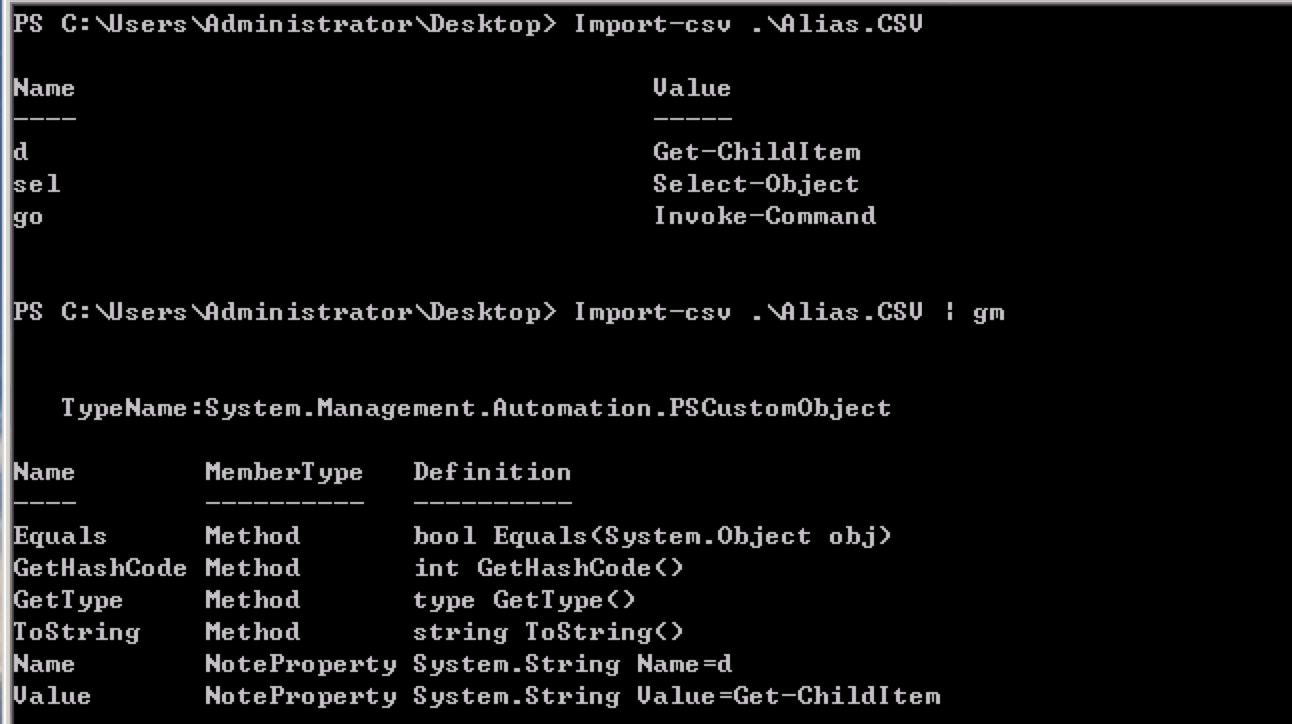 PS C:\Users\Administrator\Desktop> Import-csv .\Alias.CSV
Name Value
---- -----
d Get-ChildItem
sel Select-Object
go Invoke-Command
PS C:\Users\Administrator\Desktop> Import-csv .\Alias.CSV | gm
TypeName:System.Management.Automation.PSCustomObject
Name MemberType Definition
---- ---------- ----------
Equals Method bool Equals(System.Object obj)
GetHashCode Method int GetHashCode()
GetType Method type GetType()
ToString Method string ToString()
Name NoteProperty System.String Name=d
Value NoteProperty System.String Value=Get-ChildItem